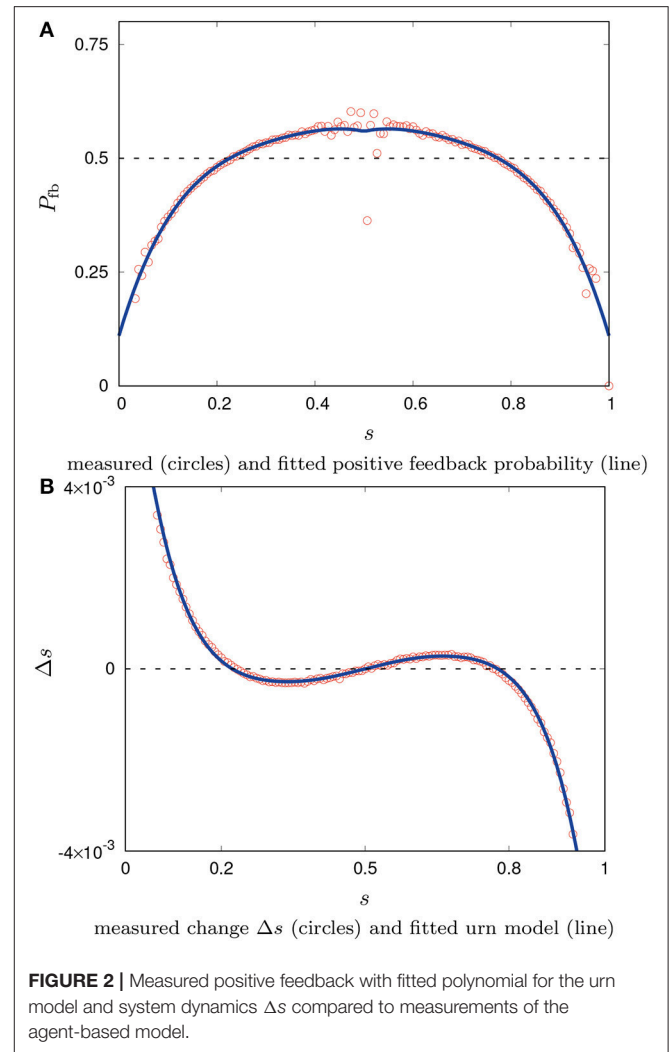 A
0.75
0.5
P_fb
0.25
0
0 0.2 0.4 0.6 0.8 1
s
measured (circles) and fitted positive feedback probability (line)
B
4×10⁻³
Δs
0
-4×10⁻³
0 0.2 0.5 0.8 1
s
measured change Δs (circles) and fitted urn model (line)
FIGURE 2 | Measured positive feedback with fitted polynomial for the urn
model and system dynamics Δs compared to measurements of the
agent-based model.